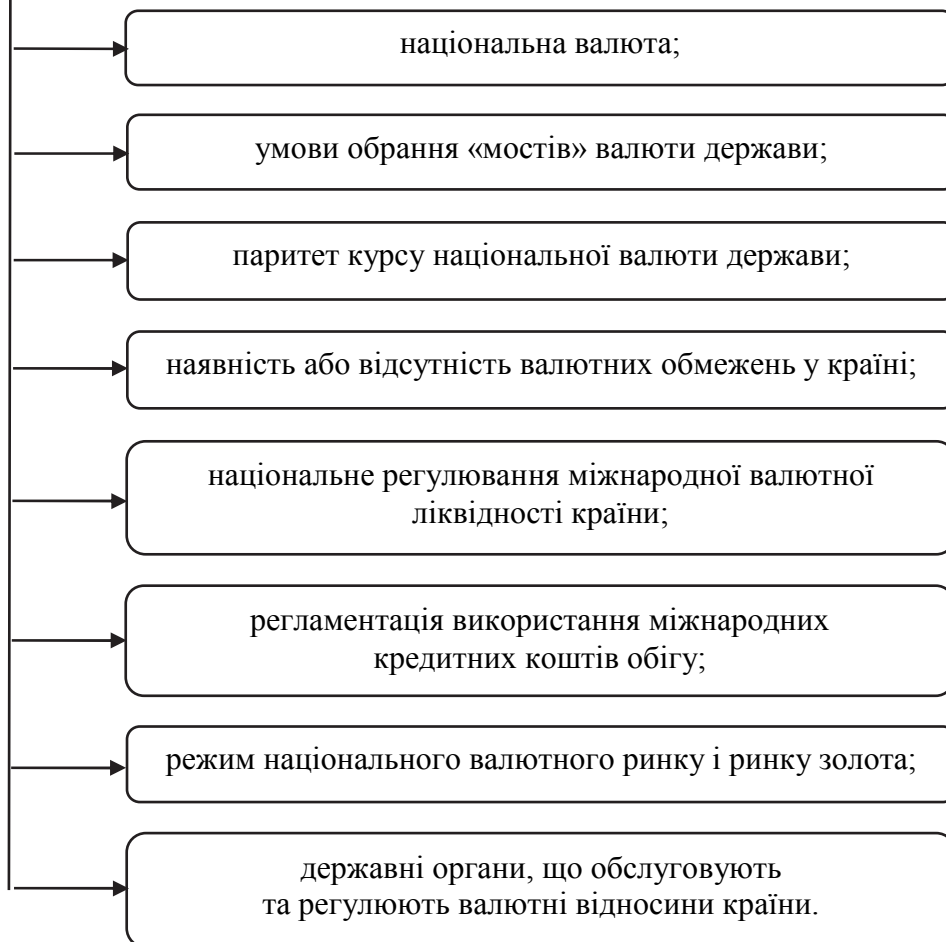 національна валюта;
умови обрання «мостів» валюти держави;
паритет курсу національної валюти держави;
наявність або відсутність валютних обмежень у країні;
національне регулювання міжнародної валютної
ліквідності країни;
регламентація використання міжнародних
кредитних коштів обігу;
режим національного валютного ринку і ринку золота;
державні органи, що обслуговують
та регулюють валютні відносини країни.